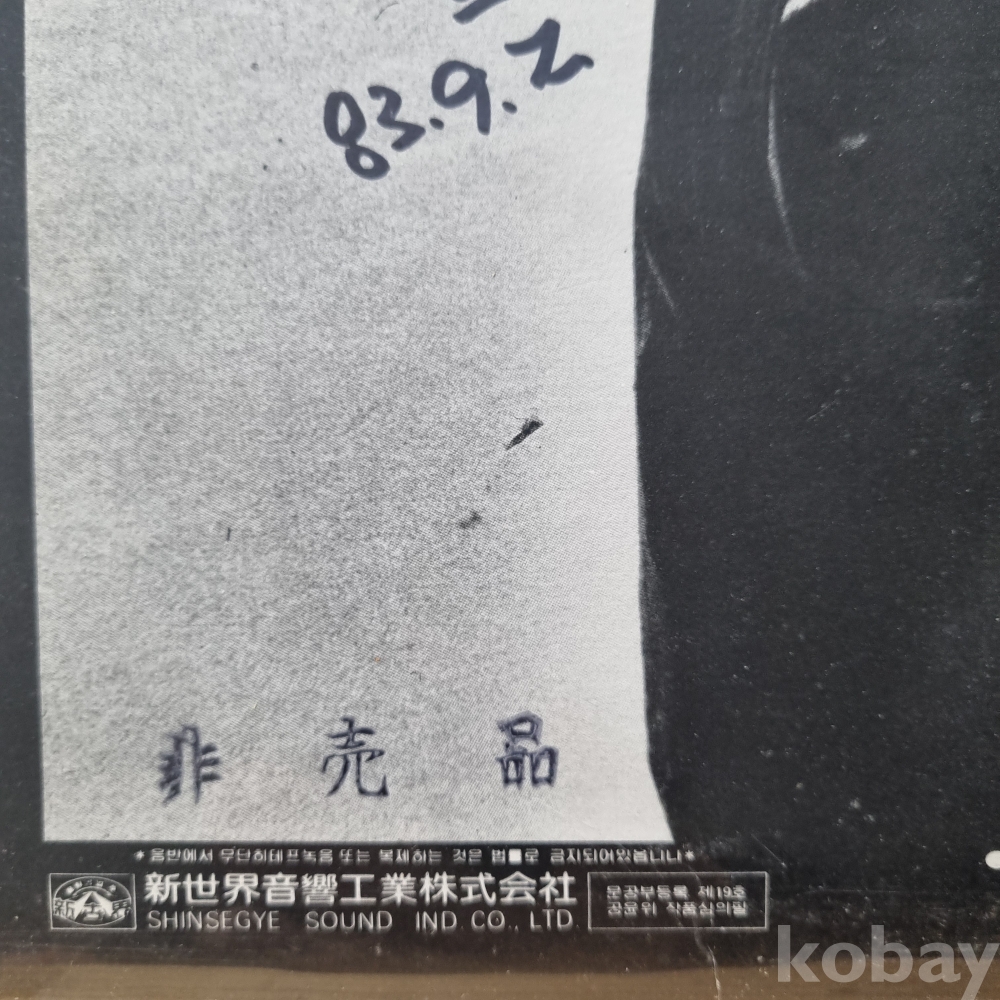 83.9.2
非売品
* 음반에서 무단히 테프녹음 또는 복제하는 것은 법■로 금지되어있읍니다 *
新世界音響工業株式会社
SHINSEGYE SOUND IND CO., LTD.
문공부등록 제19호
공윤위 작품심의필
kobay